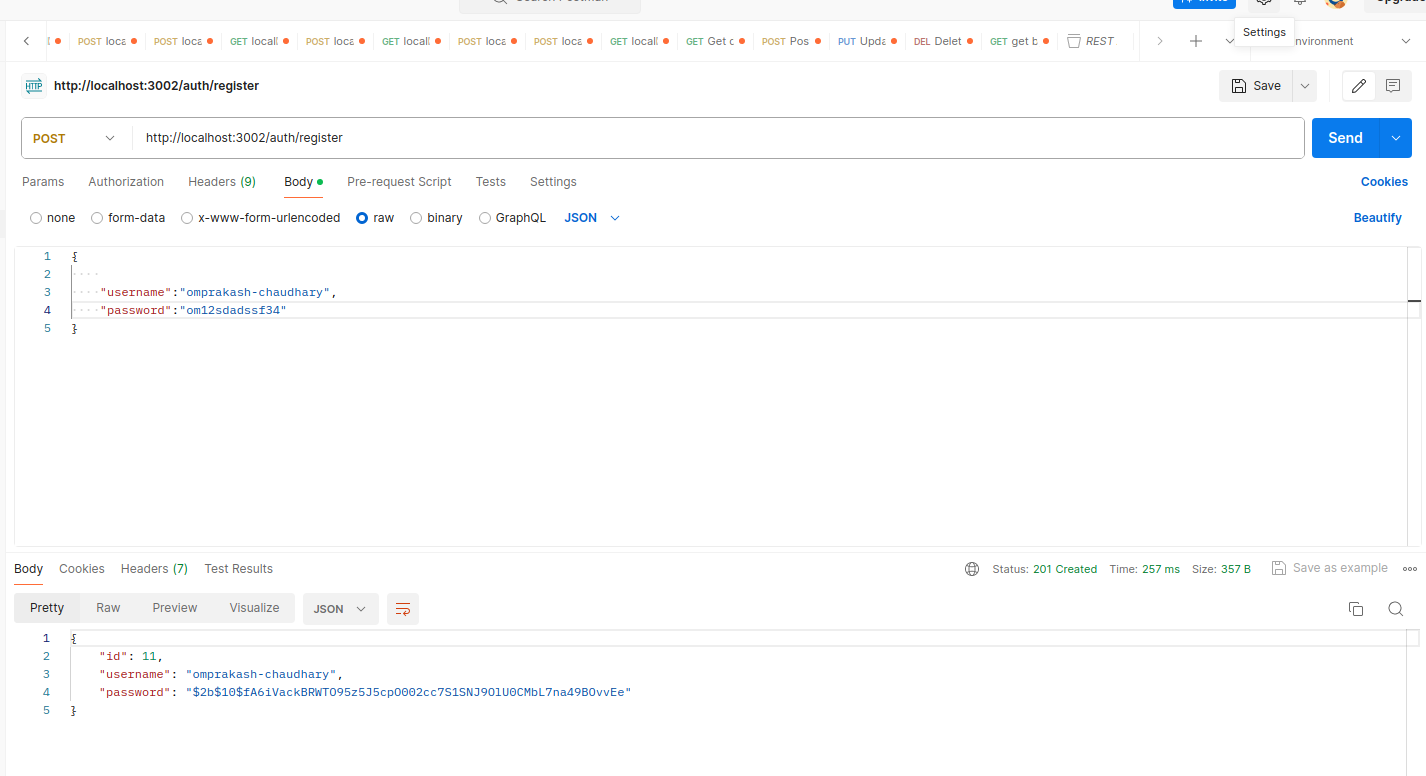 Search Postman
Invite
POST loca POST loca GET locall POST loca GET locall POST loca POST loca GET locall GET Get c POST Pos PUT Upda DEL Delet GET get b REST
Settings
nvironment
HTTP http://localhost:3002/auth/register Save
POST http://localhost:3002/auth/register Send
Params Authorization Headers (9) Body Pre-request Script Tests Settings Cookies
none form-data x-www-form-urlencoded raw binary GraphQL JSON Beautify
1 {
2
3 "username":"omprakash-chaudhary",
4 "password":"om12sdadssf34"
5 }
Body Cookies Headers (7) Test Results Status: 201 Created Time: 257 ms Size: 357 B Save as example
Pretty Raw Preview Visualize JSON
1 {
2 "id": 11,
3 "username": "omprakash-chaudhary",
4 "password": "$2b$10$fA6iVackBRWTO95z5J5cpO002cc7S1SNJ9OlU0CMbL7na49BOvvEe"
5 }